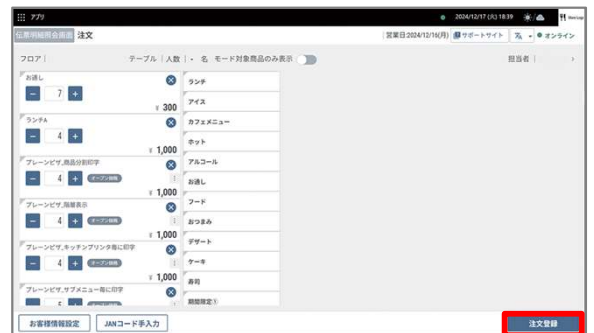 アプリ
2024/12/17 (火) 18:39
伝票明細照会画面 注文
営業日:2024/12/16(月) サポートサイト オンライン
フロア | テーブル | 人数 | - 名 モード対象商品のみ表示 担当者 |
お通し
7
¥ 300
ランチA
4
¥ 1,000
プレーンピザ_商品分割印字
4 オープン価格
¥ 1,000
プレーンピザ_階層表示
4 オープン価格
¥ 1,000
プレーンピザ_キッチンプリンタ毎に印字
4 オープン価格
¥ 1,000
プレーンピザ_サブメニュー毎に印字
5
ランチ
アイス
カフェメニュー
ホット
アルコール
お通し
フード
おつまみ
デザート
ケーキ
寿司
期間限定①
お客様情報設定
JANコード手入力
注文登録